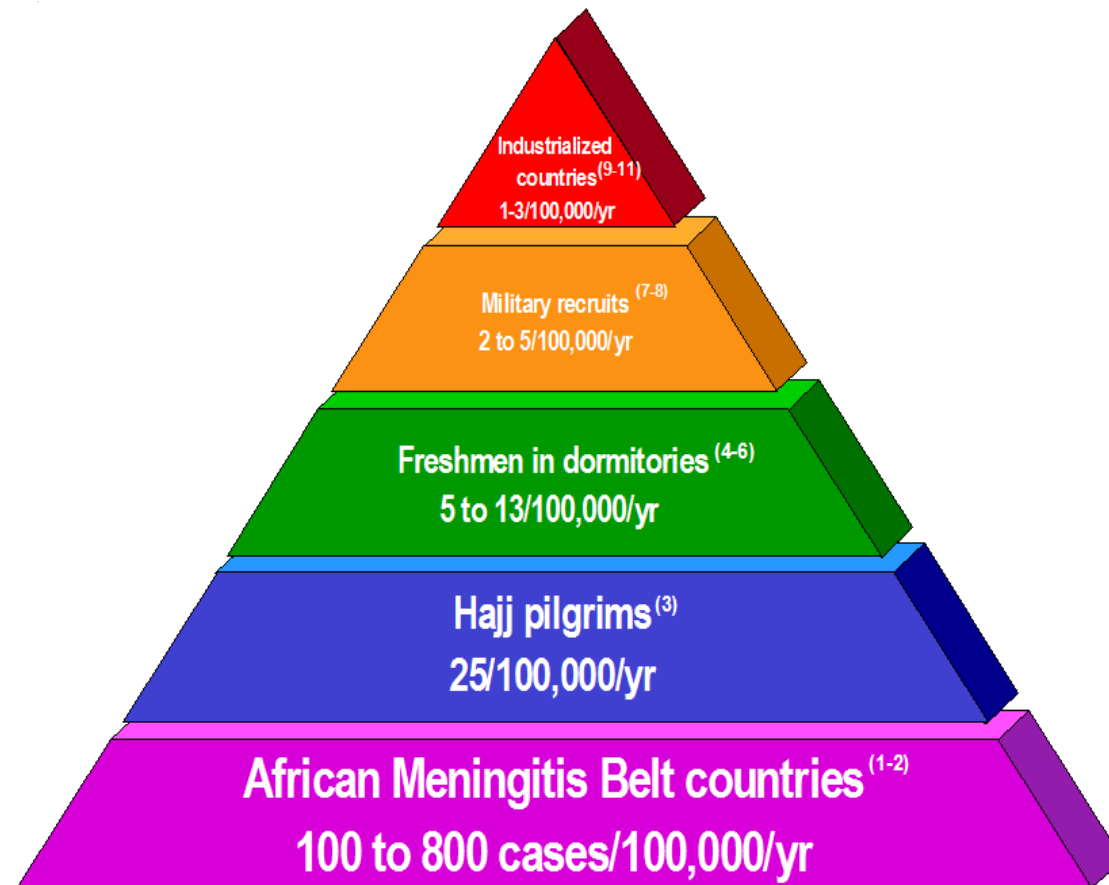 Industrialized
countries(9-11)
1-3/100,000/yr
Military recruits (7-8)
2 to 5/100,000/yr
Freshmen in dormitories (4-6)
5 to 13/100,000/yr
Hajj pilgrims(3)
25/100,000/yr
African Meningitis Belt countries (1-2)
100 to 800 cases/100,000/yr